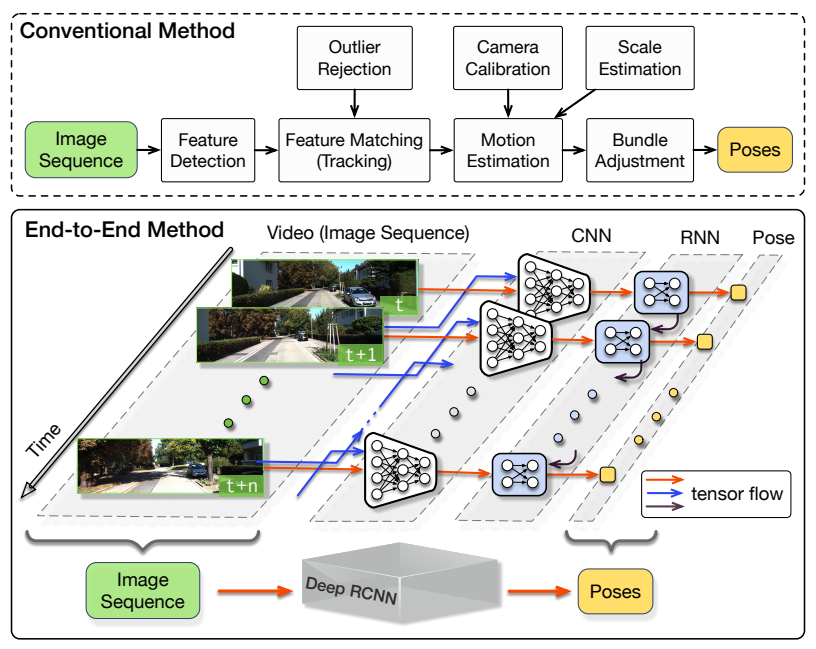 Conventional Method
Outlier
Rejection
Camera
Calibration
Scale
Estimation
Image
Sequence
Feature
Detection
Feature Matching
(Tracking)
Motion
Estimation
Bundle
Adjustment
Poses
End-to-End Method
Video (Image Sequence)
CNN
RNN
Pose
t
t+1
Time
t+n
tensor flow
Image
Sequence
Deep RCNN
Poses